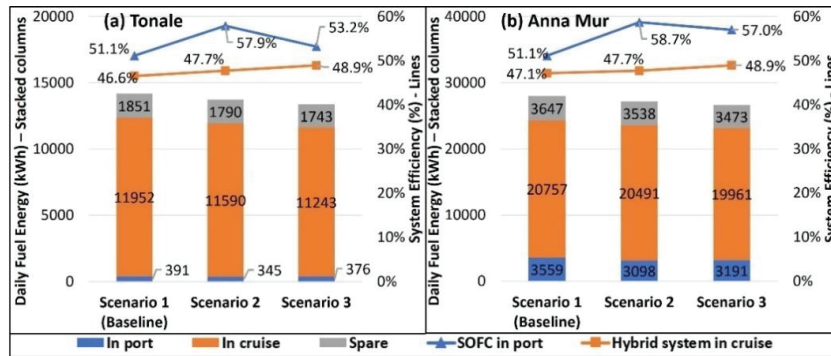 (a) Tonale
Daily Fuel Energy (kWh) – Stacked columns
20000
15000
10000
5000
0
60%
50%
40%
30%
20%
10%
0%
System Efficiency (%) - Lines
51.1%
57.9%
53.2%
46.6%
47.7%
48.9%
1851
1790
1743
11952
11590
11243
391
345
376
Scenario 1
(Baseline)
Scenario 2
Scenario 3
(b) Anna Mur
Daily Fuel Energy (kWh) – Stacked columns
40000
30000
20000
10000
0
60%
50%
40%
30%
20%
10%
0%
System Efficiency (%) - Lines
51.1%
58.7%
57.0%
47.1%
47.7%
48.9%
3647
3538
3473
20757
20491
19961
3559
3098
3191
Scenario 1
(Baseline)
Scenario 2
Scenario 3
In port
In cruise
Spare
SOFC in port
Hybrid system in cruise